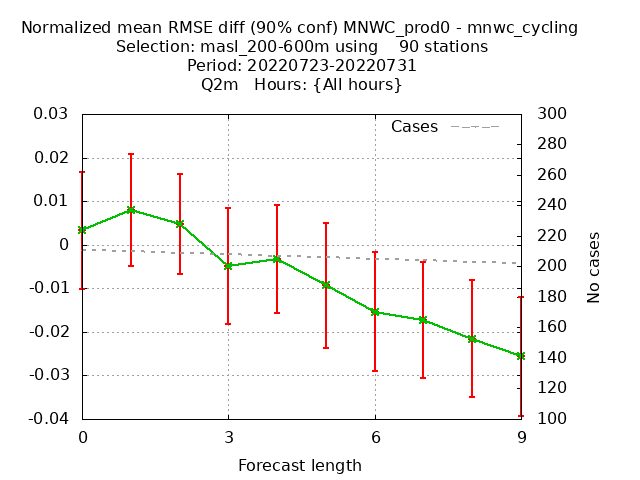 Normalized mean RMSE diff (90% conf) MNWC_prod0 - mnwc_cycling
Selection: masl_200-600m using    90 stations
Period: 20220723-20220731
Q2m   Hours: {All hours}
0.03
0.02
0.01
0
-0.01
-0.02
-0.03
-0.04
Cases
300
280
260
240
220
200
180
160
140
120
100
No cases
0 3 6 9
Forecast length